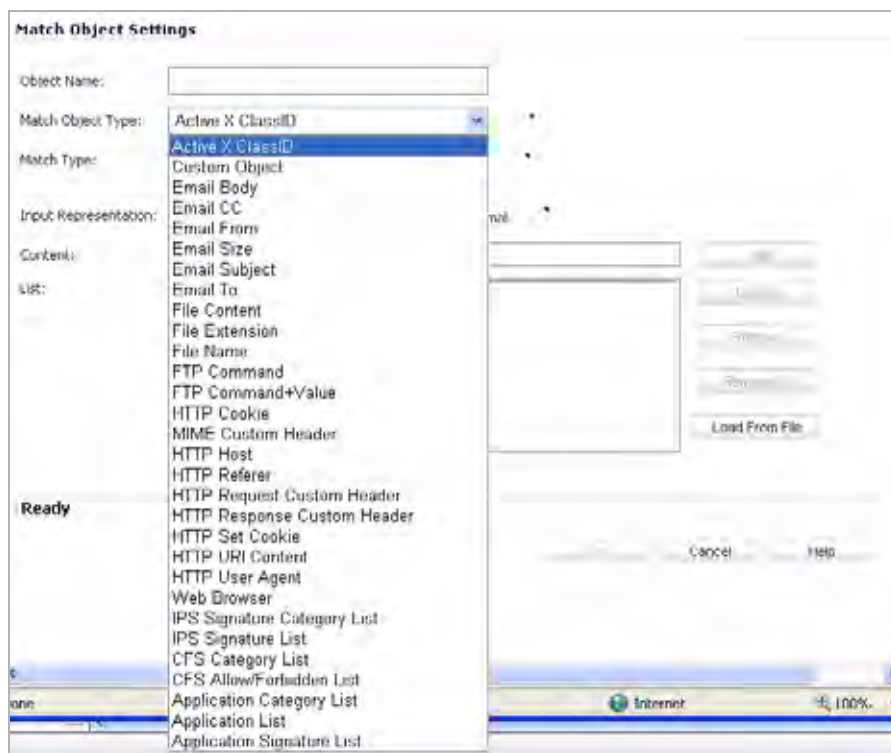 Match Object Settings
Object Name:
Match Object Type:
Active X ClassID
Active X ClassID
Match Type:
Custom Object
Email Body
Email CC
Input Representation:
Email From
Email Size
Content:
Email Subject
List:
Email To
File Content
File Extension
File Name
FTP Command
FTP Command+Value
HTTP Cookie
Load From File
MIME Custom Header
HTTP Host
HTTP Referer
HTTP Request Custom Header
Ready
HTTP Response Custom Header
HTTP Set Cookie
HTTP URI Content
Cancel
Help
HTTP User Agent
Web Browser
IPS Signature Category List
IPS Signature List
CFS Category List
CFS Allow/Forbidden List
Application Category List
Internet
100%
Application List
Application Signature List